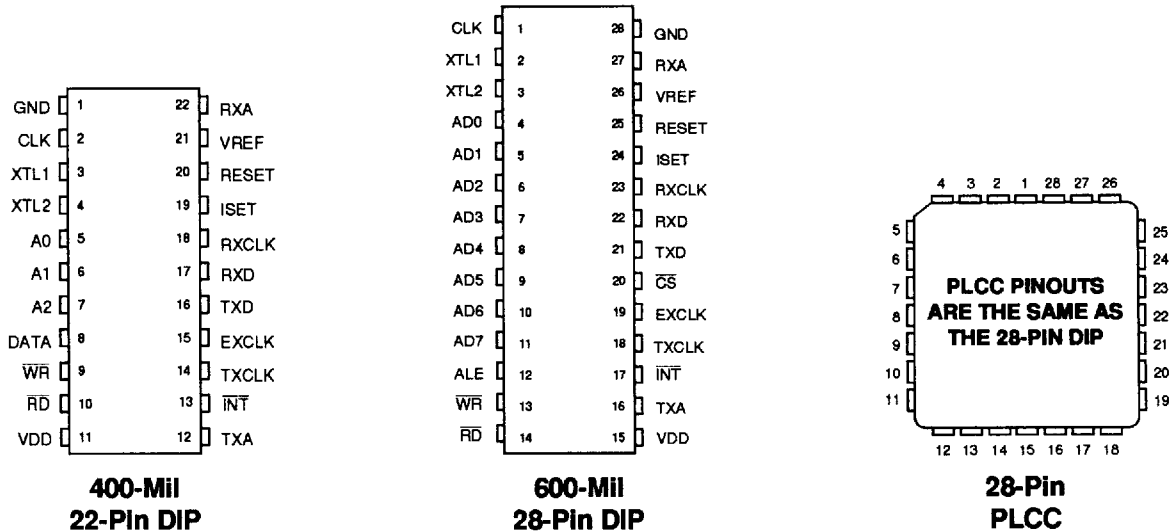 GND 1 22 RXA
CLK 2 21 VREF
XTL1 3 20 RESET
XTL2 4 19 ISET
A0 5 18 RXCLK
A1 6 17 RXD
A2 7 16 TXD
DATA 8 15 EXCLK
W̅R̅ 9 14 TXCLK
R̅D̅ 10 13 I̅N̅T̅
VDD 11 12 TXA
400-Mil
22-Pin DIP
CLK 1 28 GND
XTL1 2 27 RXA
XTL2 3 26 VREF
AD0 4 25 RESET
AD1 5 24 ISET
AD2 6 23 RXCLK
AD3 7 22 RXD
AD4 8 21 TXD
AD5 9 20 C̅S̅
AD6 10 19 EXCLK
AD7 11 18 TXCLK
ALE 12 17 I̅N̅T̅
W̅R̅ 13 16 TXA
R̅D̅ 14 15 VDD
600-Mil
28-Pin DIP
4 3 2 1 28 27 26
5 25
6 24
7 PLCC PINOUTS 23
8 ARE THE SAME AS 22
9 THE 28-PIN DIP 21
10 20
11 19
12 13 14 15 16 17 18
28-Pin
PLCC